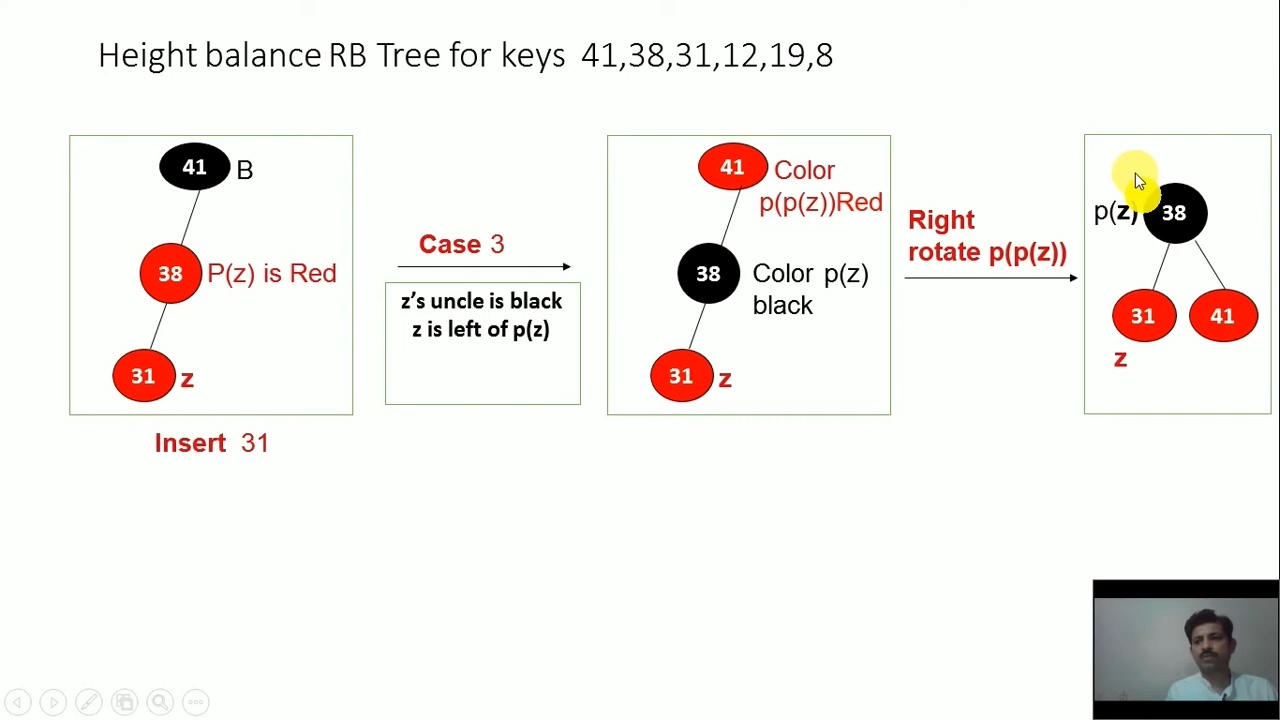 Height balance RB Tree for keys 41,38,31,12,19,8
41 B
38 P(z) is Red
31 z
Insert 31
Case 3
z's uncle is black
z is left of p(z)
41 Color
p(p(z))Red
38 Color p(z)
black
31 z
Right
rotate p(p(z))
p(z) 38
31 41
z